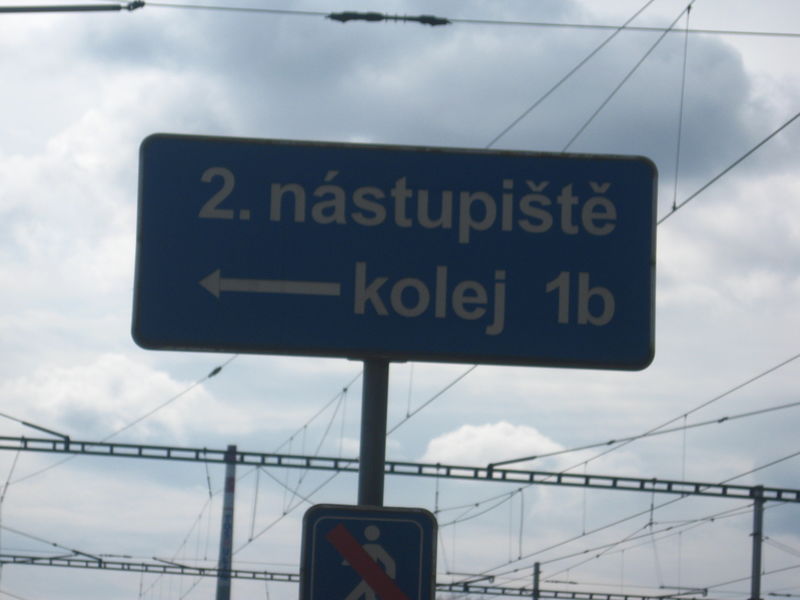 2. nástupiště
kolej 1b